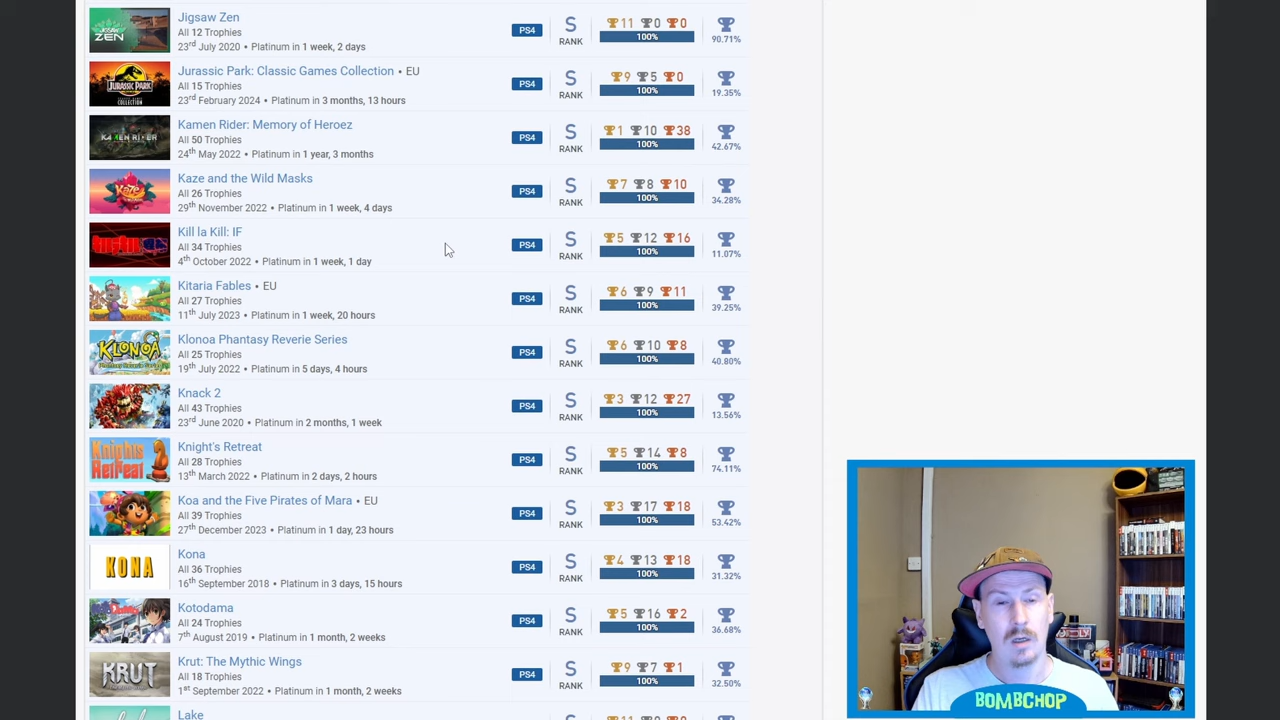 Jigsaw Zen
All 12 Trophies
23rd July 2020 • Platinum in 1 week, 2 days
PS4
S
RANK
11 0 0
100%
90.71%
JIGSAW
ZEN
Jurassic Park: Classic Games Collection • EU
All 15 Trophies
23rd February 2024 • Platinum in 3 months, 13 hours
PS4
S
RANK
9 5 0
100%
19.35%
JURASSIC PARK
COLLECTION
Kamen Rider: Memory of Heroez
All 50 Trophies
24th May 2022 • Platinum in 1 year, 3 months
PS4
S
RANK
1 10 38
100%
42.67%
KAMEN RIDER
Kaze and the Wild Masks
All 26 Trophies
29th November 2022 • Platinum in 1 week, 4 days
PS4
S
RANK
7 8 10
100%
34.28%
Kaze
Kill la Kill: IF
All 34 Trophies
4th October 2022 • Platinum in 1 week, 1 day
PS4
S
RANK
5 12 16
100%
11.07%
Kitaria Fables • EU
All 27 Trophies
11th July 2023 • Platinum in 1 week, 20 hours
PS4
S
RANK
6 9 11
100%
39.25%
Klonoa Phantasy Reverie Series
All 25 Trophies
19th July 2022 • Platinum in 5 days, 4 hours
PS4
S
RANK
6 10 8
100%
40.80%
KLONOA
Knack 2
All 43 Trophies
23rd June 2020 • Platinum in 2 months, 1 week
PS4
S
RANK
3 12 27
100%
13.56%
Knight's Retreat
All 28 Trophies
13th March 2022 • Platinum in 2 days, 2 hours
PS4
S
RANK
5 14 8
100%
74.11%
Knights
Retreat
Koa and the Five Pirates of Mara • EU
All 39 Trophies
27th December 2023 • Platinum in 1 day, 23 hours
PS4
S
RANK
3 17 18
100%
53.42%
Kona
All 36 Trophies
16th September 2018 • Platinum in 3 days, 15 hours
PS4
S
RANK
4 13 18
100%
31.32%
KONA
Kotodama
All 24 Trophies
7th August 2019 • Platinum in 1 month, 2 weeks
PS4
S
RANK
5 16 2
100%
36.68%
Krut: The Mythic Wings
All 18 Trophies
1st September 2022 • Platinum in 1 month, 2 weeks
PS4
S
RANK
9 7 1
100%
32.50%
KRUT
Lake
BOMBCHOP